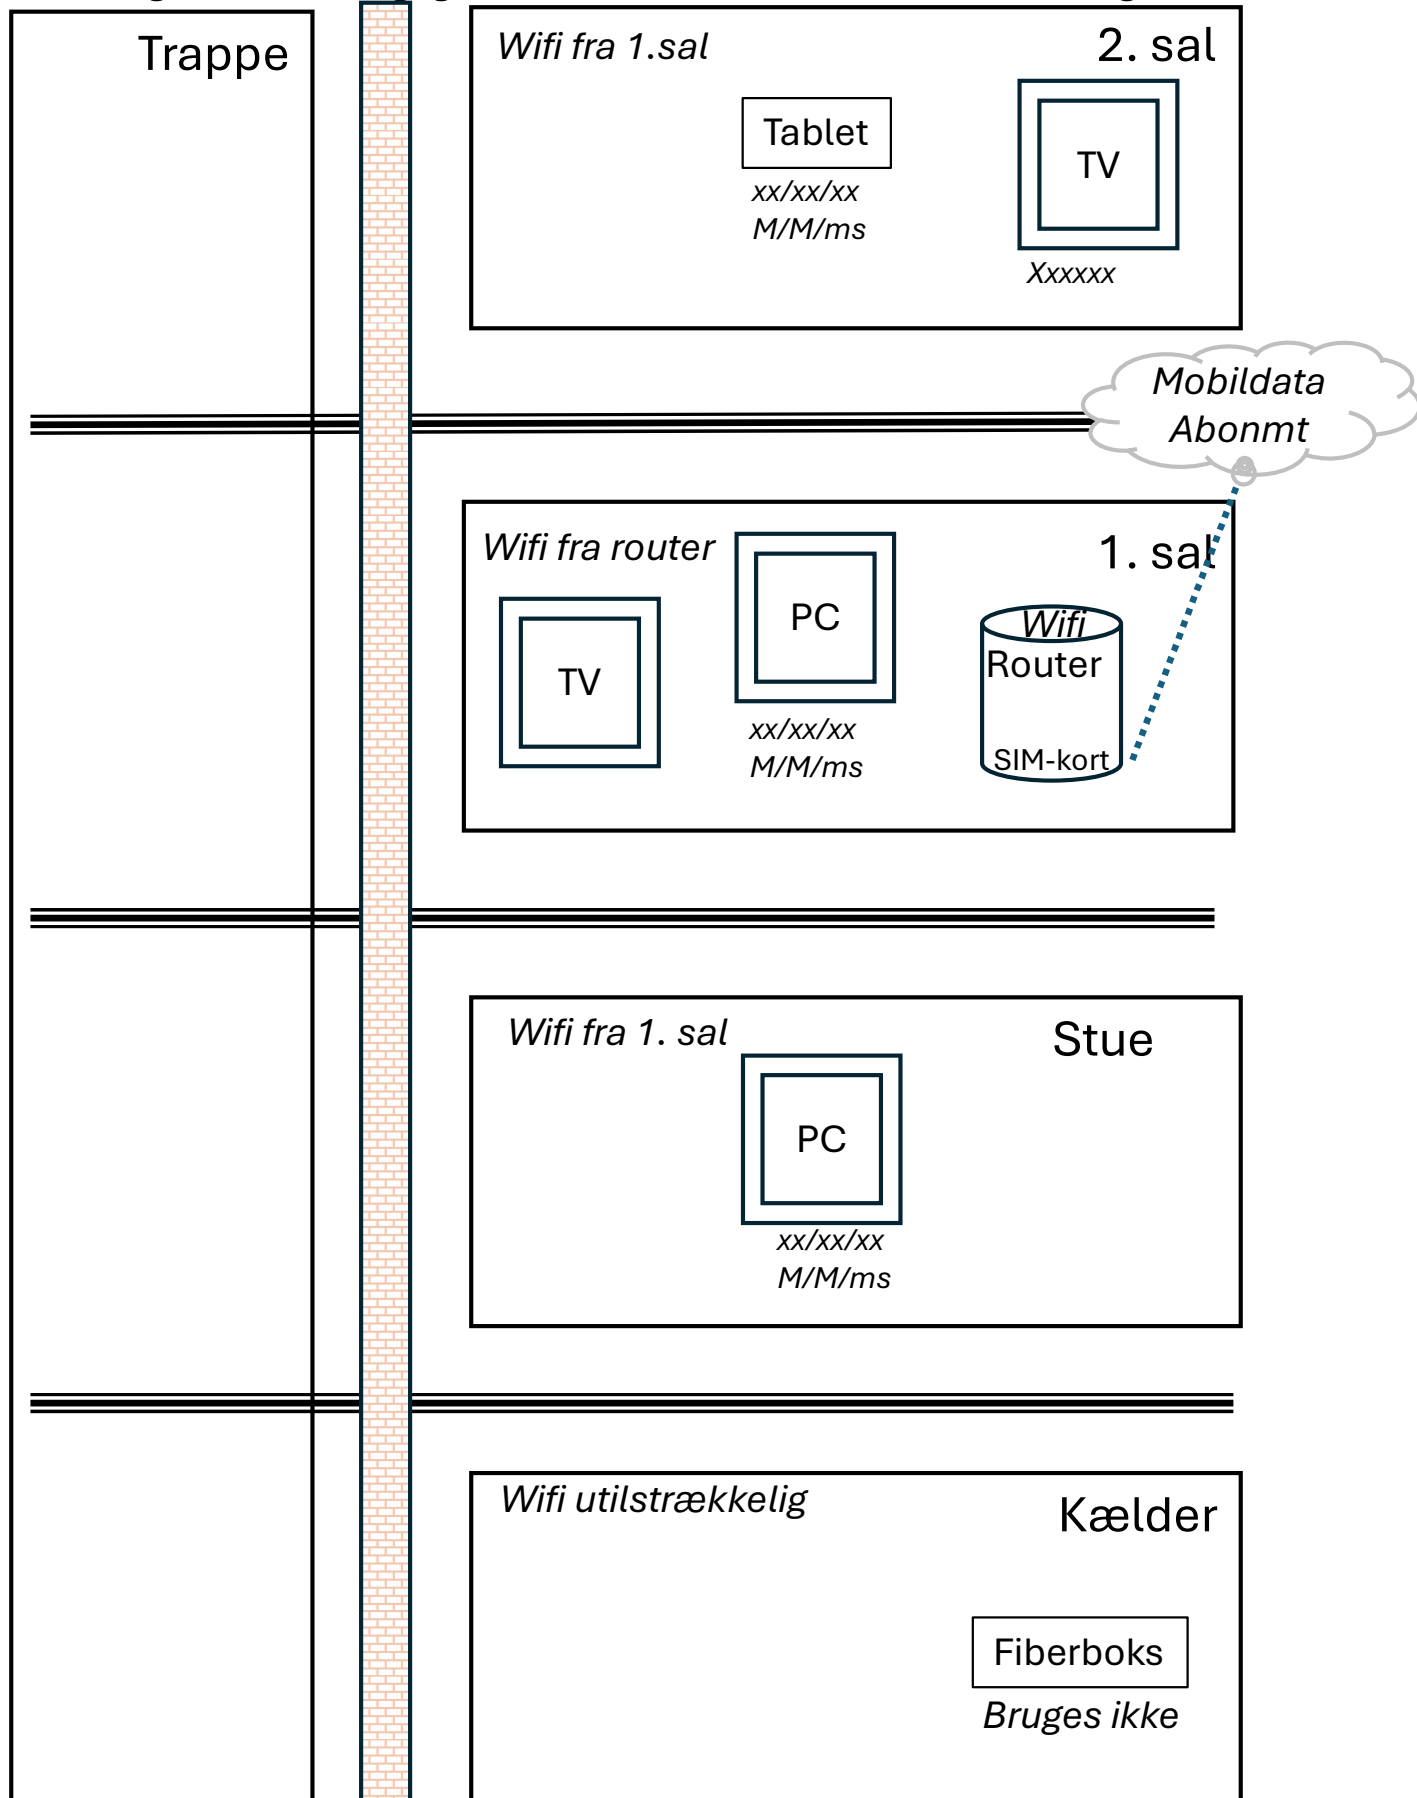 Trappe
Wifi fra 1.sal
2. sal
Tablet
xx/xx/xx
M/M/ms
TV
Xxxxxx
Mobildata
Abonmt
Wifi fra router
1. sal
PC
TV
xx/xx/xx
M/M/ms
Wifi
Router
SIM-kort
Wifi fra 1. sal
Stue
PC
xx/xx/xx
M/M/ms
Wifi utilstrækkelig
Kælder
Fiberboks
Bruges ikke